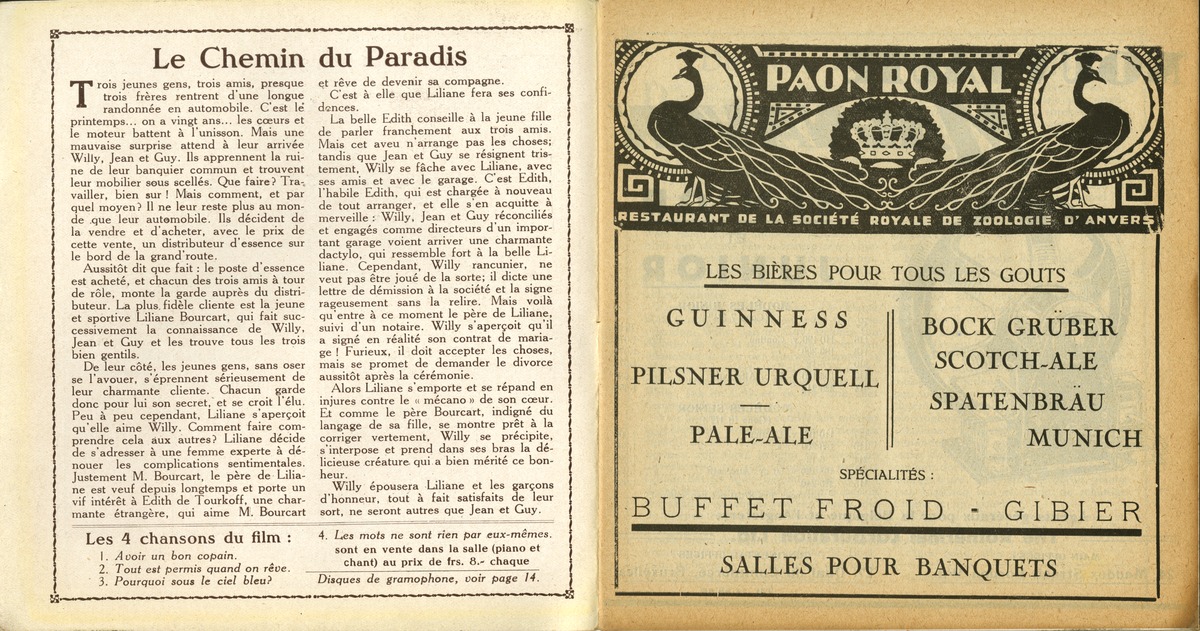 Le Chemin du Paradis
Trois jeunes gens, trois amis, presque
trois frères rentrent d'une longue
randonnée en automobile. C'est le
printemps... on a vingt ans... les cœurs et
le moteur battent à l'unisson. Mais une
mauvaise surprise attend à leur arrivée
Willy, Jean et Guy. Ils apprennent la rui-
ne de leur banquier commun et trouvent
leur mobilier sous scellés. Que faire? Tra-
vailler, bien sur! Mais comment, et par
quel moyen? Il ne leur reste plus au mon-
de que leur automobile. Ils décident de
la vendre et d'acheter, avec le prix de
cette vente, un distributeur d'essence sur
le bord de la grand'route.
Aussitôt dit que fait: le poste d'essence
est acheté, et chacun des trois amis à tour
de rôle, monte la garde auprès du distri-
buteur. La plus fidèle cliente est la jeune
et sportive Liliane Bourcart, qui fait suc-
cessivement la connaissance de Willy,
Jean et Guy et les trouve tous les trois
bien gentils.
De leur côté, les jeunes gens, sans oser
se l'avouer, s'éprennent sérieusement de
leur charmante cliente. Chacun garde
donc pour lui son secret, et se croit l'élu.
Peu à peu cependant, Liliane s'aperçoit
qu'elle aime Willy. Comment faire com-
prendre cela aux autres? Liliane décide
de s'adresser à une femme experte à dé-
nouer les complications sentimentales.
Justement M. Bourcart, le père de Lilia-
ne est veuf depuis longtemps et porte un
vif intérêt à Edith de Tourkoff, une char-
mante étrangère, qui aime M. Bourcart
et rêve de devenir sa compagne.
C'est à elle que Liliane fera ses confi-
dences.
La belle Edith conseille à la jeune fille
de parler franchement aux trois amis.
Mais cet aveu n'arrange pas les choses;
tandis que Jean et Guy se résignent tris-
tement, Willy se fâche avec Liliane, avec
ses amis et avec le garage. C'est Edith,
l'habile Edith, qui est chargée à nouveau
de tout arranger, et elle s'en acquitte à
merveille: Willy, Jean et Guy réconciliés
et engagés comme directeurs d'un impor-
tant garage voient arriver une charmante
dactylo, qui ressemble fort à la belle Li-
liane. Cependant, Willy rancunier, ne
veut pas être joué de la sorte; il dicte une
lettre de démission à la société et la signe
rageusement sans la relire. Mais voilà
qu'entre à ce moment le père de Liliane,
suivi d'un notaire. Willy s'aperçoit qu'il
a signé en réalité son contrat de maria-
ge! Furieux, il doit accepter les choses,
mais se promet de demander le divorce
aussitôt après la cérémonie.
Alors Liliane s'emporte et se répand en
injures contre le « mécano » de son cœur.
Et comme le père Bourcart, indigné du
langage de sa fille, se montre prêt à la
corriger vertement, Willy se précipite,
s'interpose et prend dans ses bras la dé-
licieuse créature qui a bien mérité ce bon-
heur.
Willy épousera Liliane et les garçons
d'honneur, tout à fait satisfaits de leur
sort, ne seront autres que Jean et Guy.
Les 4 chansons du film:
1. Avoir un bon copain.
2. Tout est permis quand on rêve.
3. Pourquoi sous le ciel bleu?
4. Les mots ne sont rien par eux-mêmes.
sont en vente dans la salle (piano et
chant) au prix de frs. 8.- chaque
Disques de gramophone, voir page 14.
PAON ROYAL
RESTAURANT DE LA SOCIÉTÉ ROYALE DE ZOOLOGIE D'ANVERS
LES BIÈRES POUR TOUS LES GOUTS
GUINNESS
PILSNER URQUELL
PALE-ALE
BOCK GRÜBER
SCOTCH-ALE
SPATENBRÄU
MUNICH
SPÉCIALITÉS:
BUFFET FROID - GIBIER
SALLES POUR BANQUETS